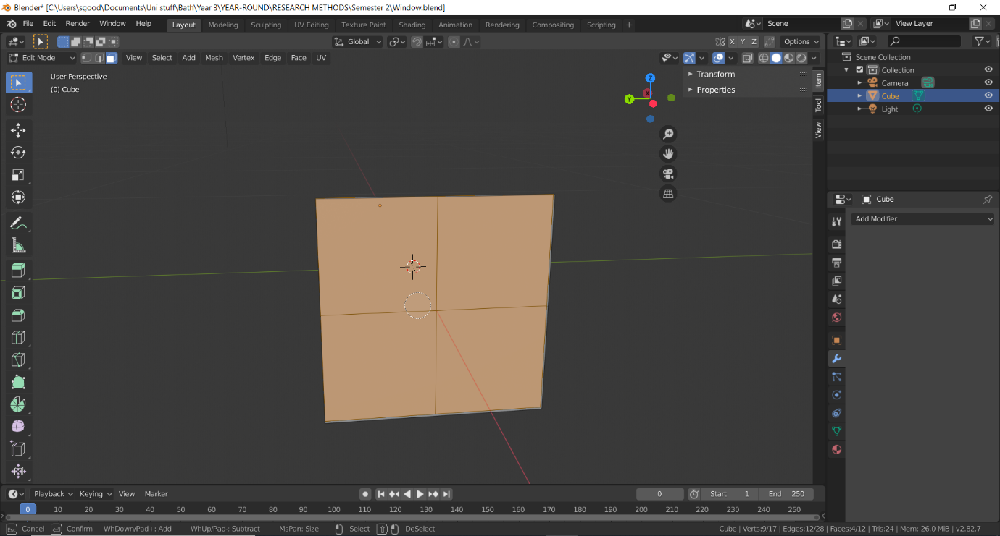 Blender* [C:\Users\sgood\Documents\Uni stuff\Bath\Year 3\YEAR-ROUND\RESEARCH METHODS\Semester 2\Window.blend]
File Edit Render Window Help Layout Modeling Sculpting UV Editing Texture Paint Shading Animation Rendering Compositing Scripting + Scene View Layer
Global X Y Z Options
Edit Mode View Select Add Mesh Vertex Edge Face UV
User Perspective
(0) Cube
Z
Y
X
Transform
Properties
Item
Tool
View
Scene Collection
Collection
Camera
Cube
Light
Cube
Add Modifier
Playback Keying View Marker 0 Start 1 End 250
0 10 20 30 40 50 60 70 80 90 100 110 120 130 140 150 160 170 180 190 200 210 220 230 240 250
Esc Cancel Confirm WhDown/Pad+: Add WhUp/Pad-: Subtract MsPan: Size Select DeSelect Cube | Verts:9/17 | Edges:12/28 | Faces:4/12 | Tris:24 | Mem: 26.0 MiB | v2.82.7